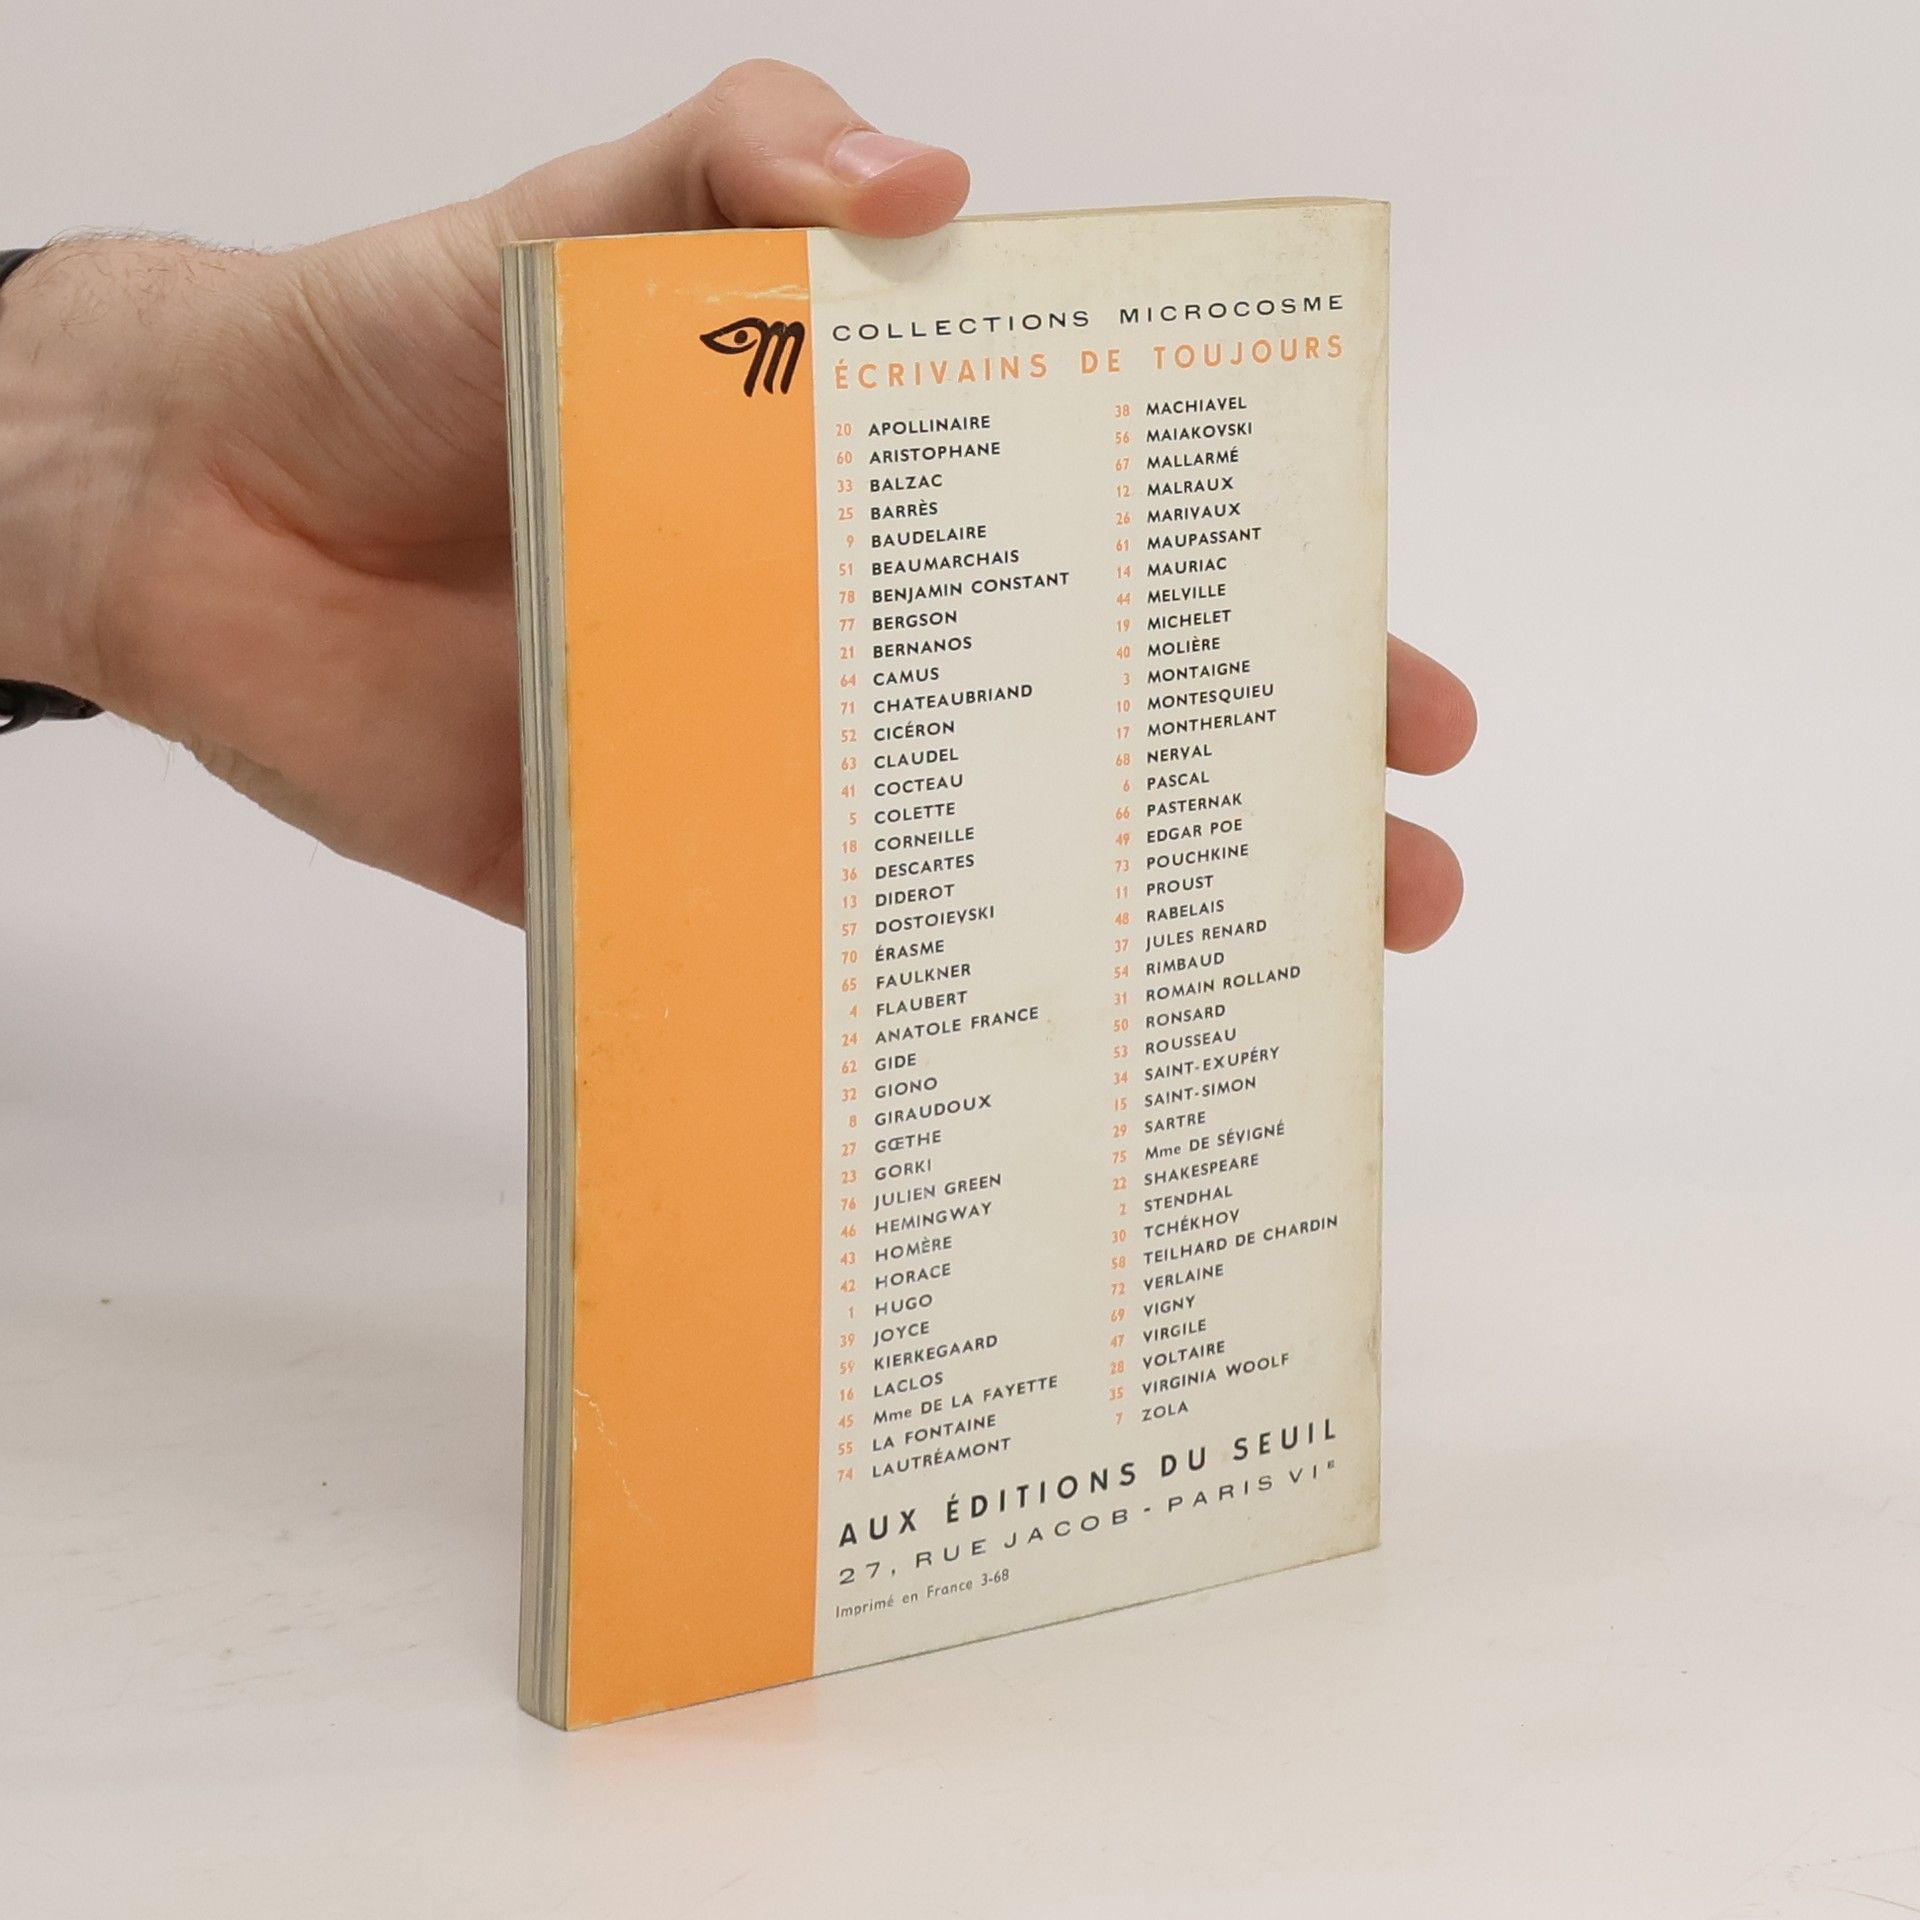 COLLECTIONS MICROCOSME
ÉCRIVAINS DE TOUJOURS
20 APOLLINAIRE
60 ARISTOPHANE
33 BALZAC
25 BARRÈS
9 BAUDELAIRE
51 BEAUMARCHAIS
78 BENJAMIN CONSTANT
77 BERGSON
21 BERNANOS
64 CAMUS
71 CHATEAUBRIAND
52 CICÉRON
63 CLAUDEL
41 COCTEAU
5 COLETTE
18 CORNEILLE
36 DESCARTES
13 DIDEROT
57 DOSTOIEVSKI
70 ÉRASME
65 FAULKNER
4 FLAUBERT
24 ANATOLE FRANCE
62 GIDE
32 GIONO
8 GIRAUDOUX
27 GŒTHE
23 GORKI
76 JULIEN GREEN
46 HEMINGWAY
43 HOMÈRE
42 HORACE
1 HUGO
39 JOYCE
59 KIERKEGAARD
16 LACLOS
45 Mme DE LA FAYETTE
55 LA FONTAINE
74 LAUTRÉAMONT
38 MACHIAVEL
56 MAIAKOVSKI
67 MALLARMÉ
12 MALRAUX
26 MARIVAUX
61 MAUPASSANT
14 MAURIAC
44 MELVILLE
19 MICHELET
40 MOLIÈRE
3 MONTAIGNE
10 MONTESQUIEU
17 MONTHERLANT
68 NERVAL
6 PASCAL
66 PASTERNAK
49 EDGAR POE
73 POUCHKINE
11 PROUST
48 RABELAIS
37 JULES RENARD
54 RIMBAUD
31 ROMAIN ROLLAND
50 RONSARD
53 ROUSSEAU
34 SAINT-EXUPÉRY
15 SAINT-SIMON
29 SARTRE
75 Mme DE SÉVIGNÉ
22 SHAKESPEARE
2 STENDHAL
30 TCHÉKHOV
58 TEILHARD DE CHARDIN
72 VERLAINE
69 VIGNY
47 VIRGILE
28 VOLTAIRE
35 VIRGINIA WOOLF
7 ZOLA
AUX ÉDITIONS DU SEUIL
27, RUE JACOB - PARIS VIᴱ
Imprimé en France 3-68